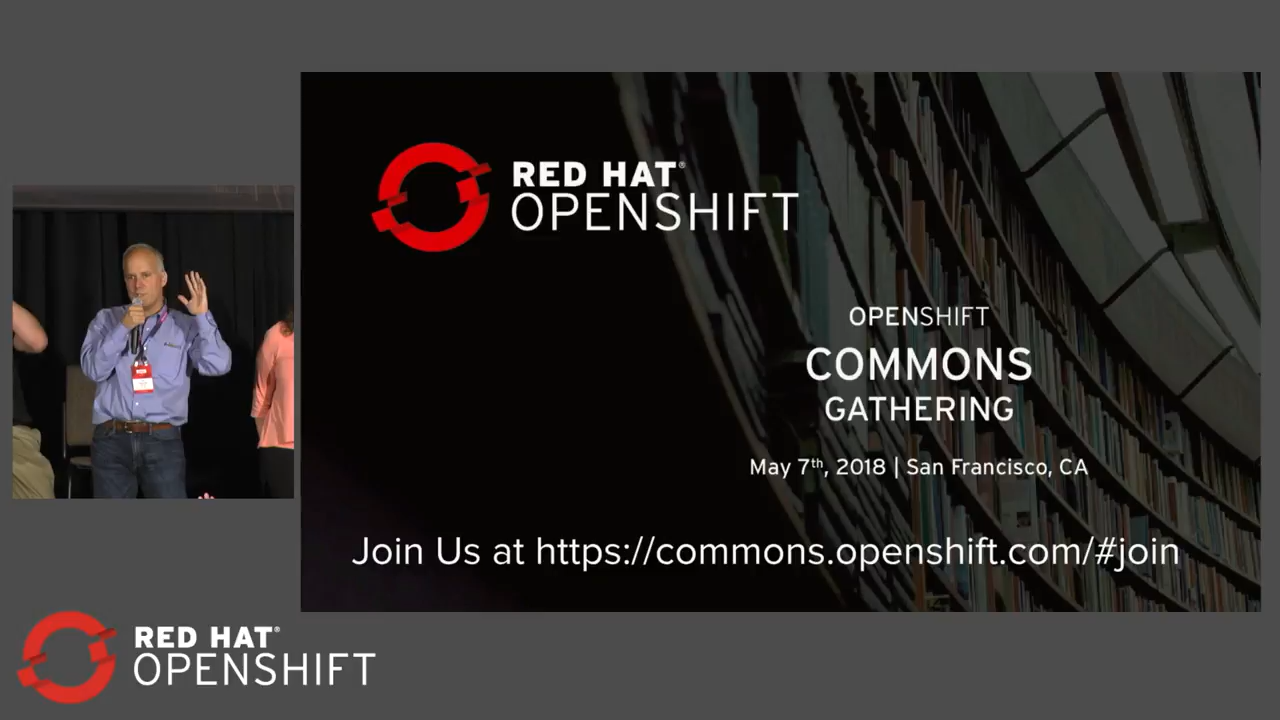 RED HAT®
OPENSHIFT
OPENSHIFT
COMMONS
GATHERING
May 7th, 2018 | San Francisco, CA
Join Us at https://commons.openshift.com/#join
RED HAT®
OPENSHIFT